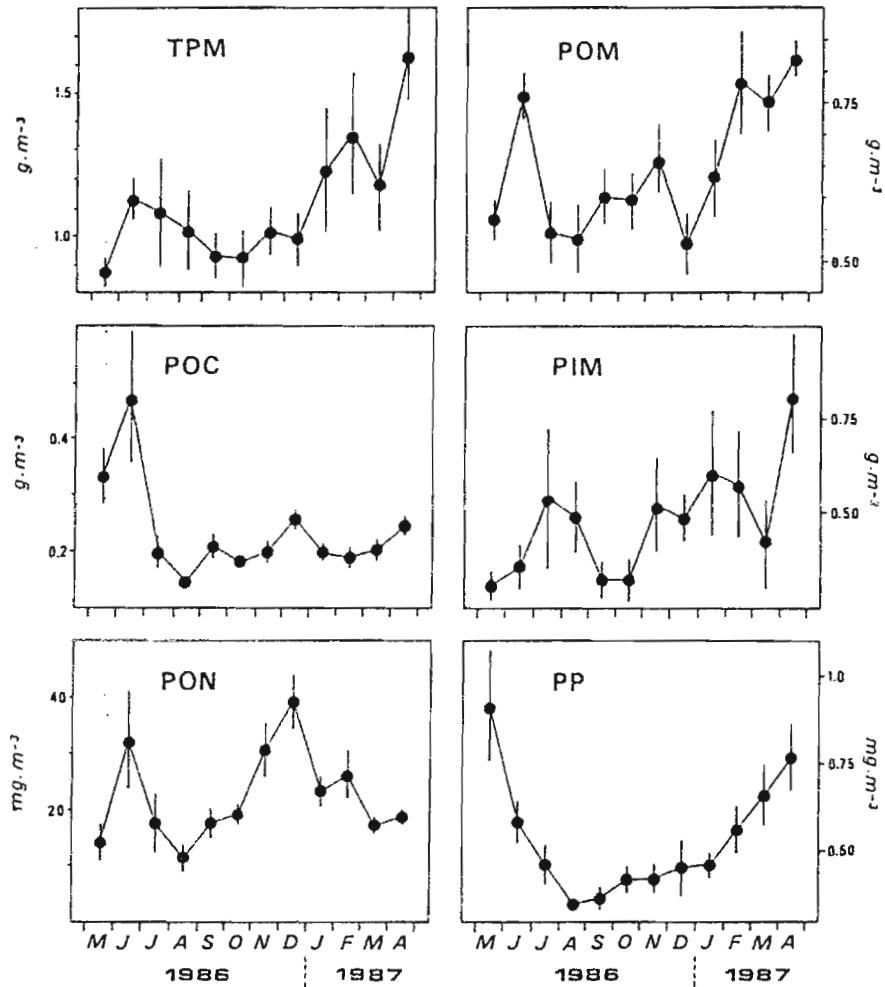 TPM
POM
1.5
1.0
g.m-3
0.75
0.50
g.m-3
POC
PIM
0.4
0.2
g.m-3
0.75
0.50
g.m-3
PON
PP
40
20
mg.m-3
1.0
0.75
0.50
mg.m-3
M J J A S O N D J F M A
M J J A S O N D J F M A
1986 1987
1986 1987